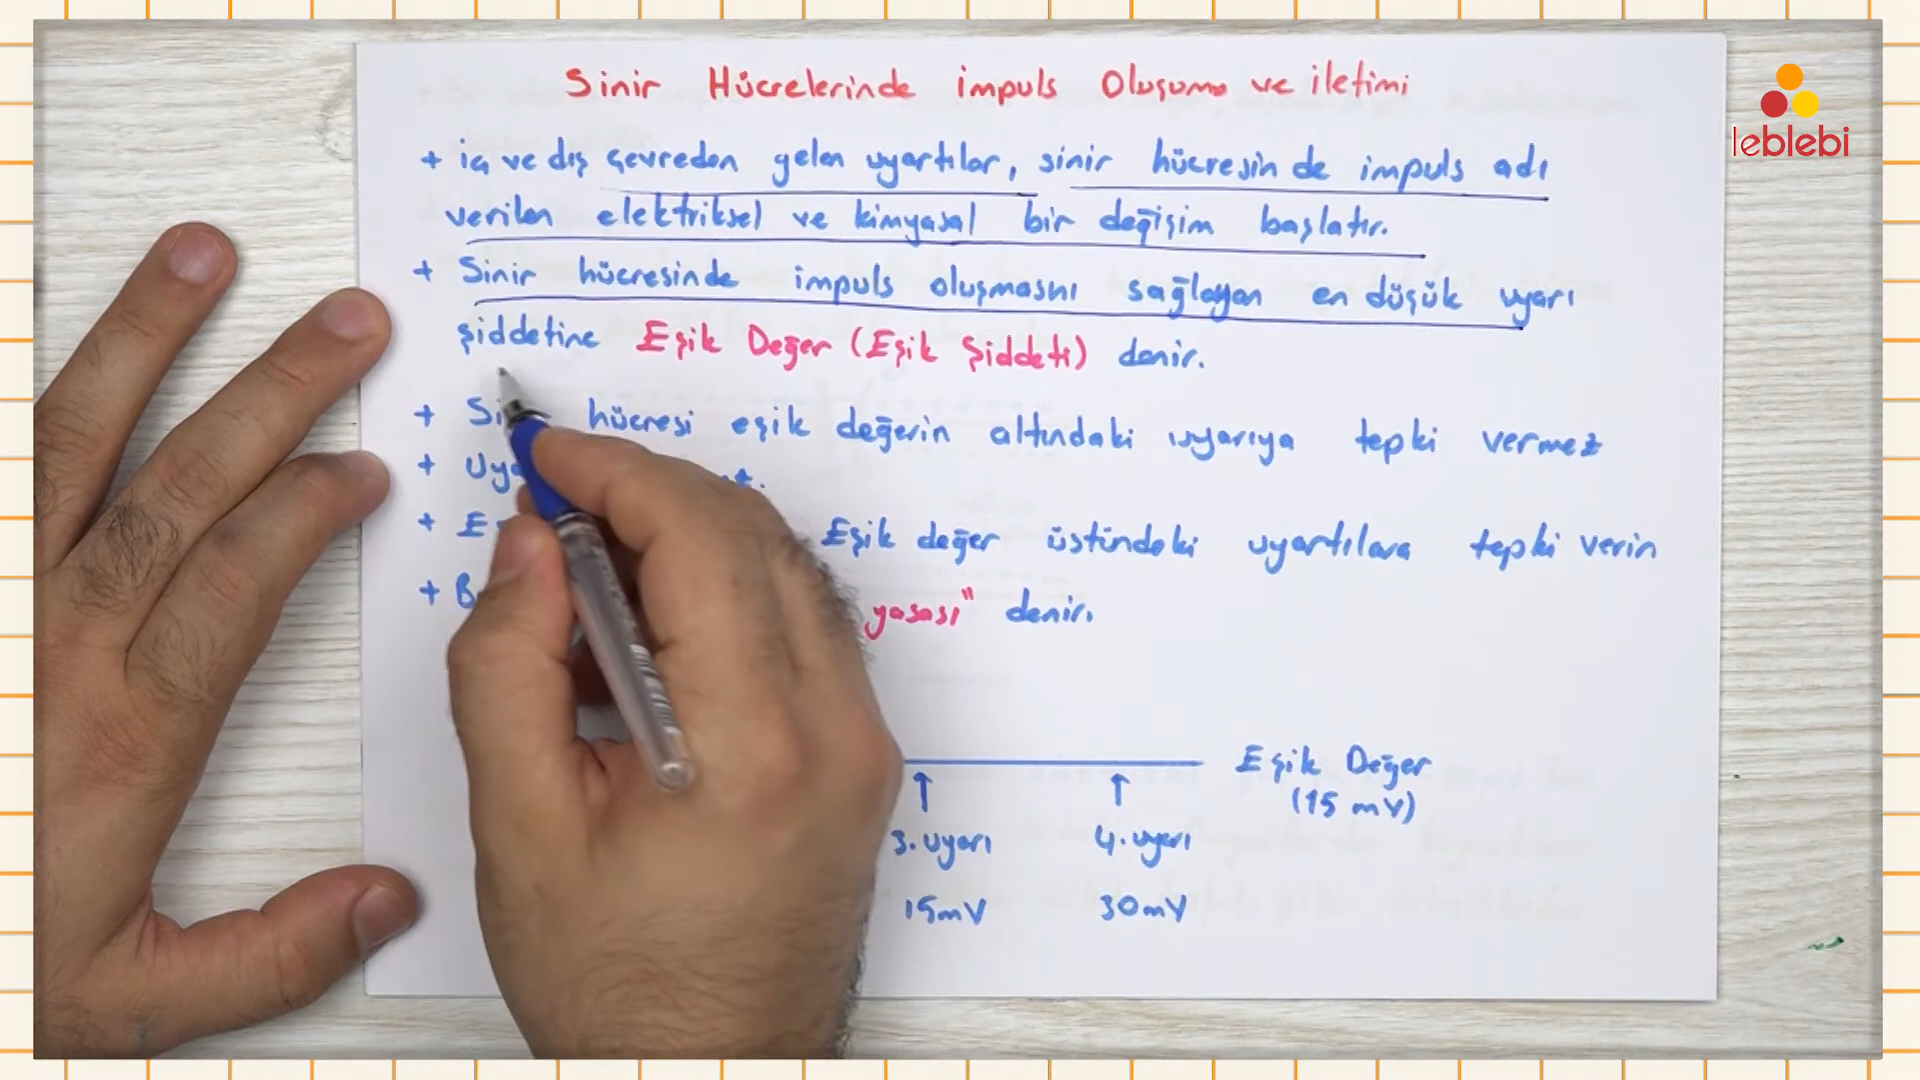 Sinir Hücrelerinde impuls Oluşumu ve iletimi
leblebi
+ iç ve dış çevreden gelen uyartılar, sinir hücresinde impuls adı
verilen elektriksel ve kimyasal bir değişim başlatır.
+ Sinir hücresinde impuls oluşmasını sağlayan en düşük uyarı
şiddetine Eşik Değer (Eşik Şiddeti) denir.
+ hücresi eşik değerin altındaki uyarıya tepki vermez
+
+ Eşik değer üstündeki uyartılara tepki verin
+ yasası" denir.
Eşik Değer
(15 mV)
3. uyarı 4. uyarı
15mV 30mV